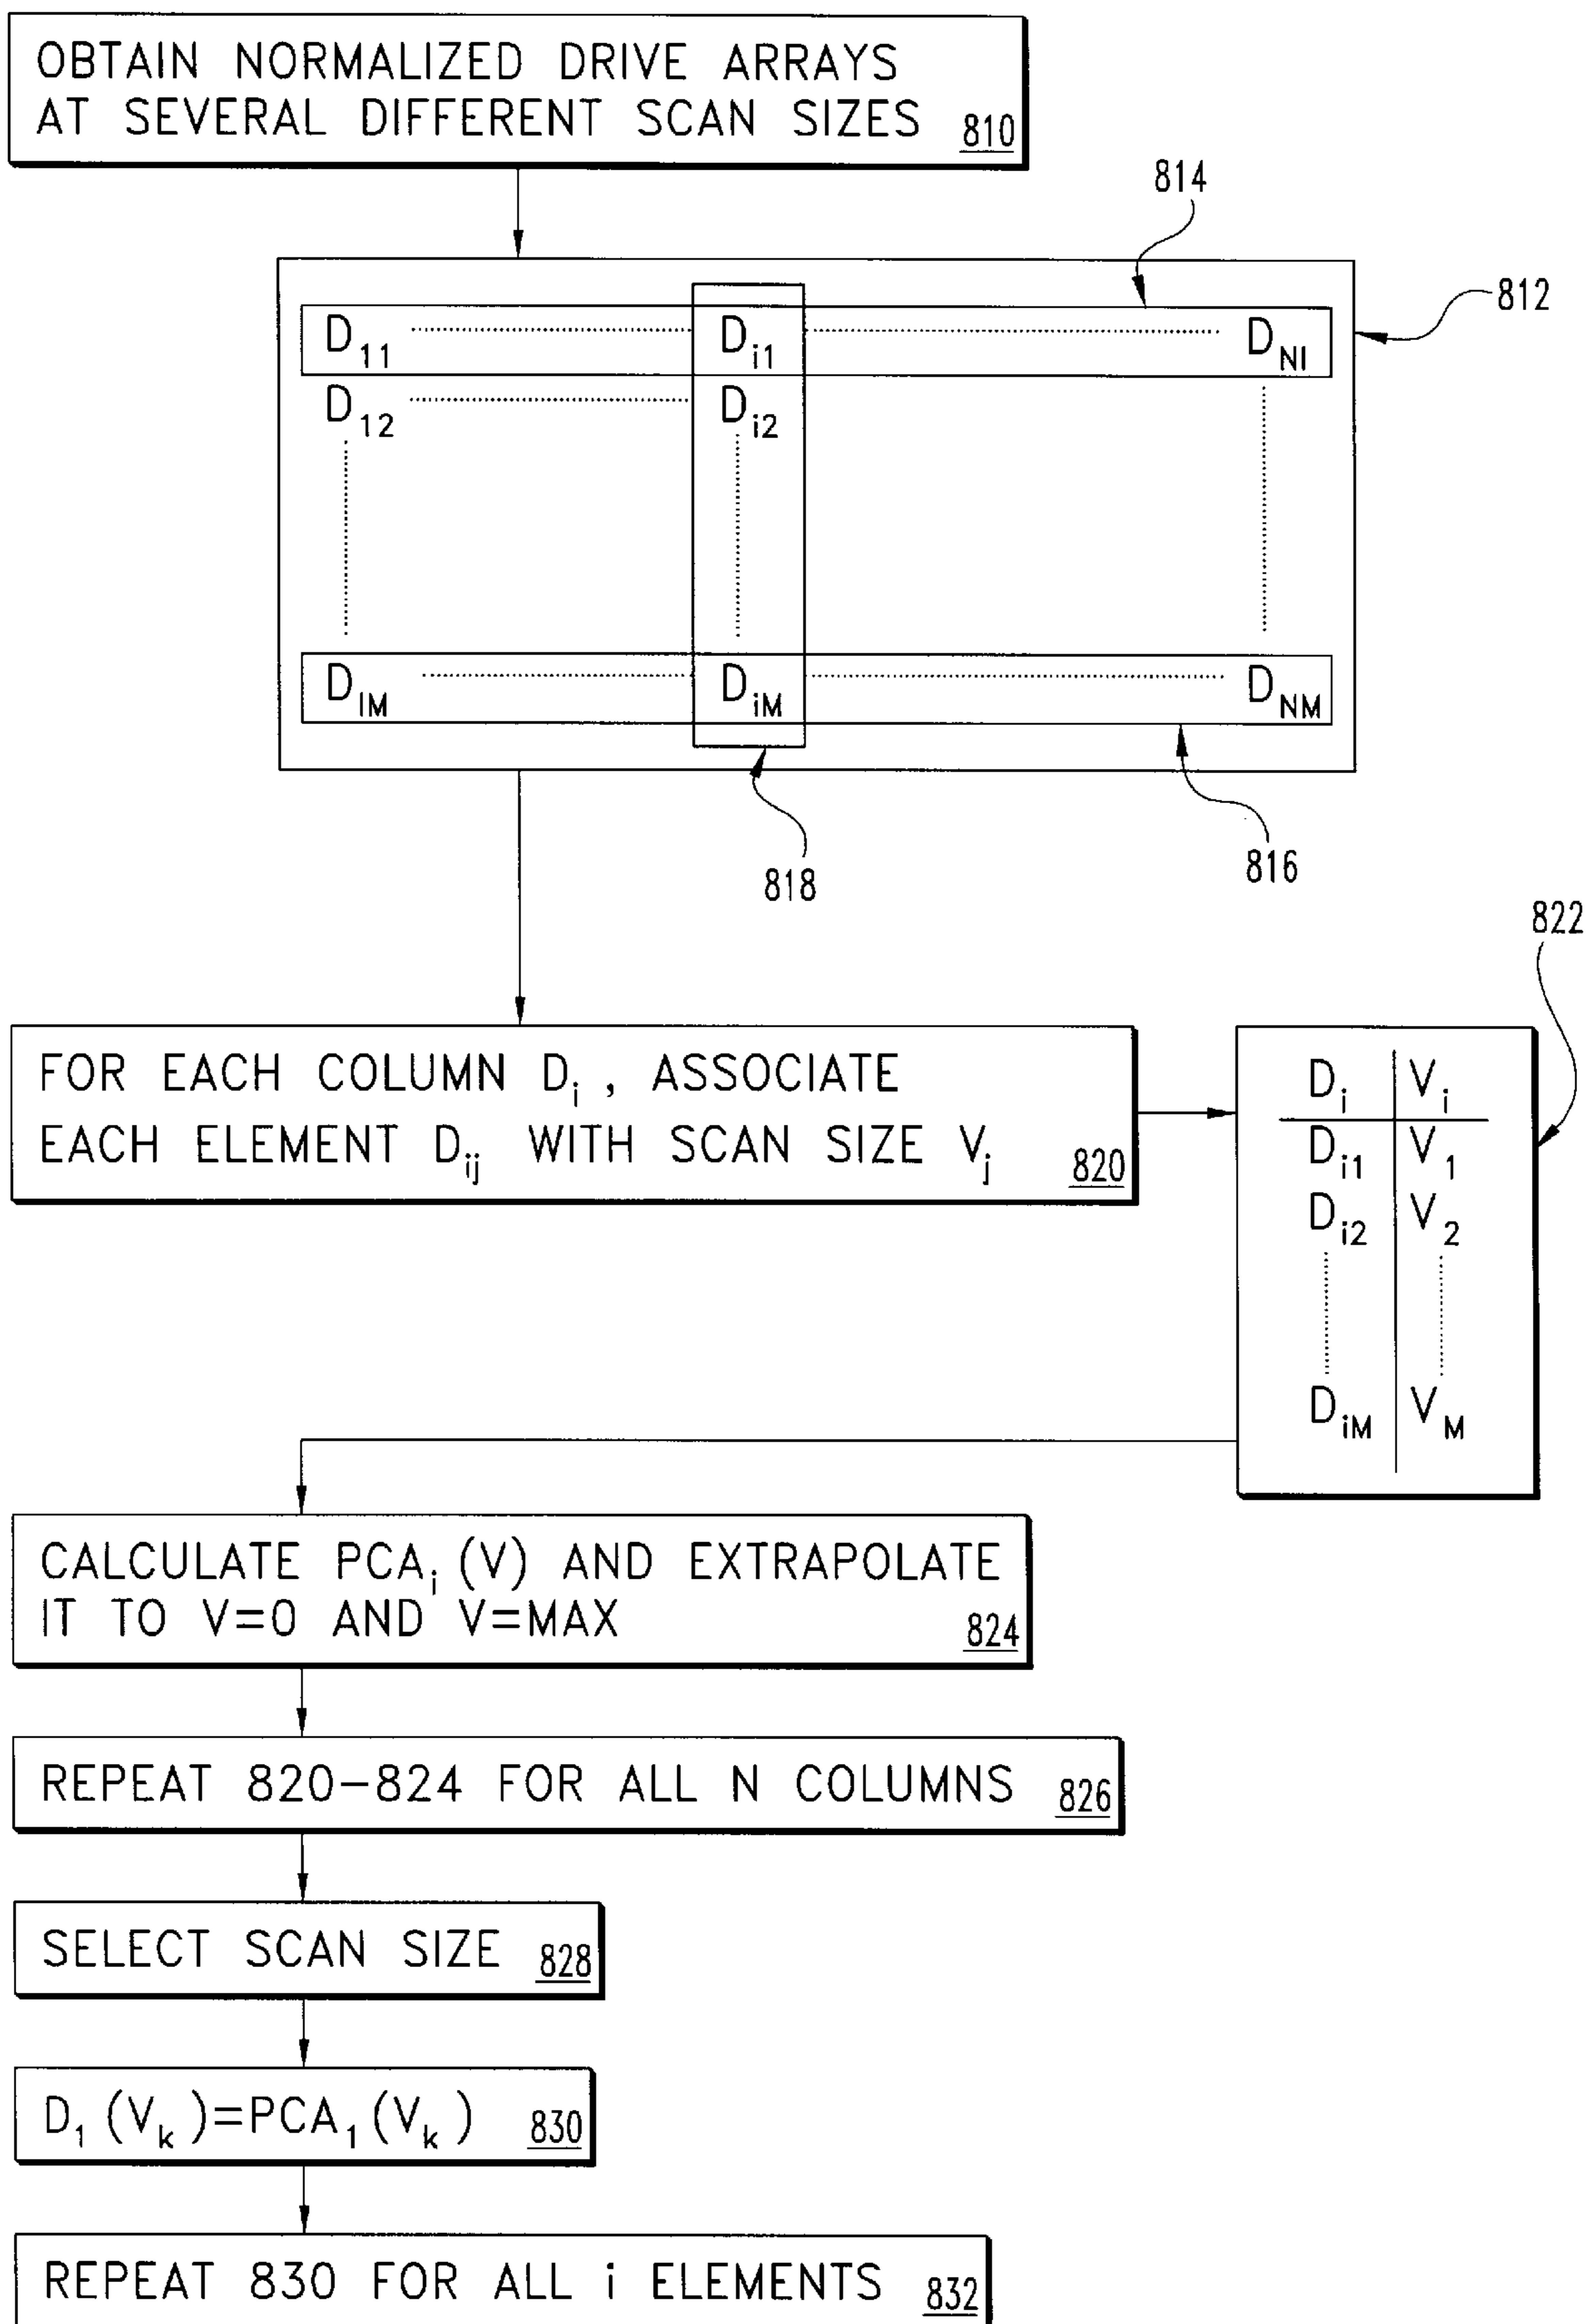 OBTAIN NORMALIZED DRIVE ARRAYS
AT SEVERAL DIFFERENT SCAN SIZES 810
814
812
D11 Di1 DNI
D12 Di2
DIM DiM DNM
818
816
822
FOR EACH COLUMN Di , ASSOCIATE
EACH ELEMENT Dij WITH SCAN SIZE Vj 820
Di Vi
Di1 V1
Di2 V2
DiM VM
CALCULATE PCAi (V) AND EXTRAPOLATE
IT TO V=0 AND V=MAX 824
REPEAT 820-824 FOR ALL N COLUMNS 826
SELECT SCAN SIZE 828
D1 (Vk)=PCA1 (Vk) 830
REPEAT 830 FOR ALL i ELEMENTS 832